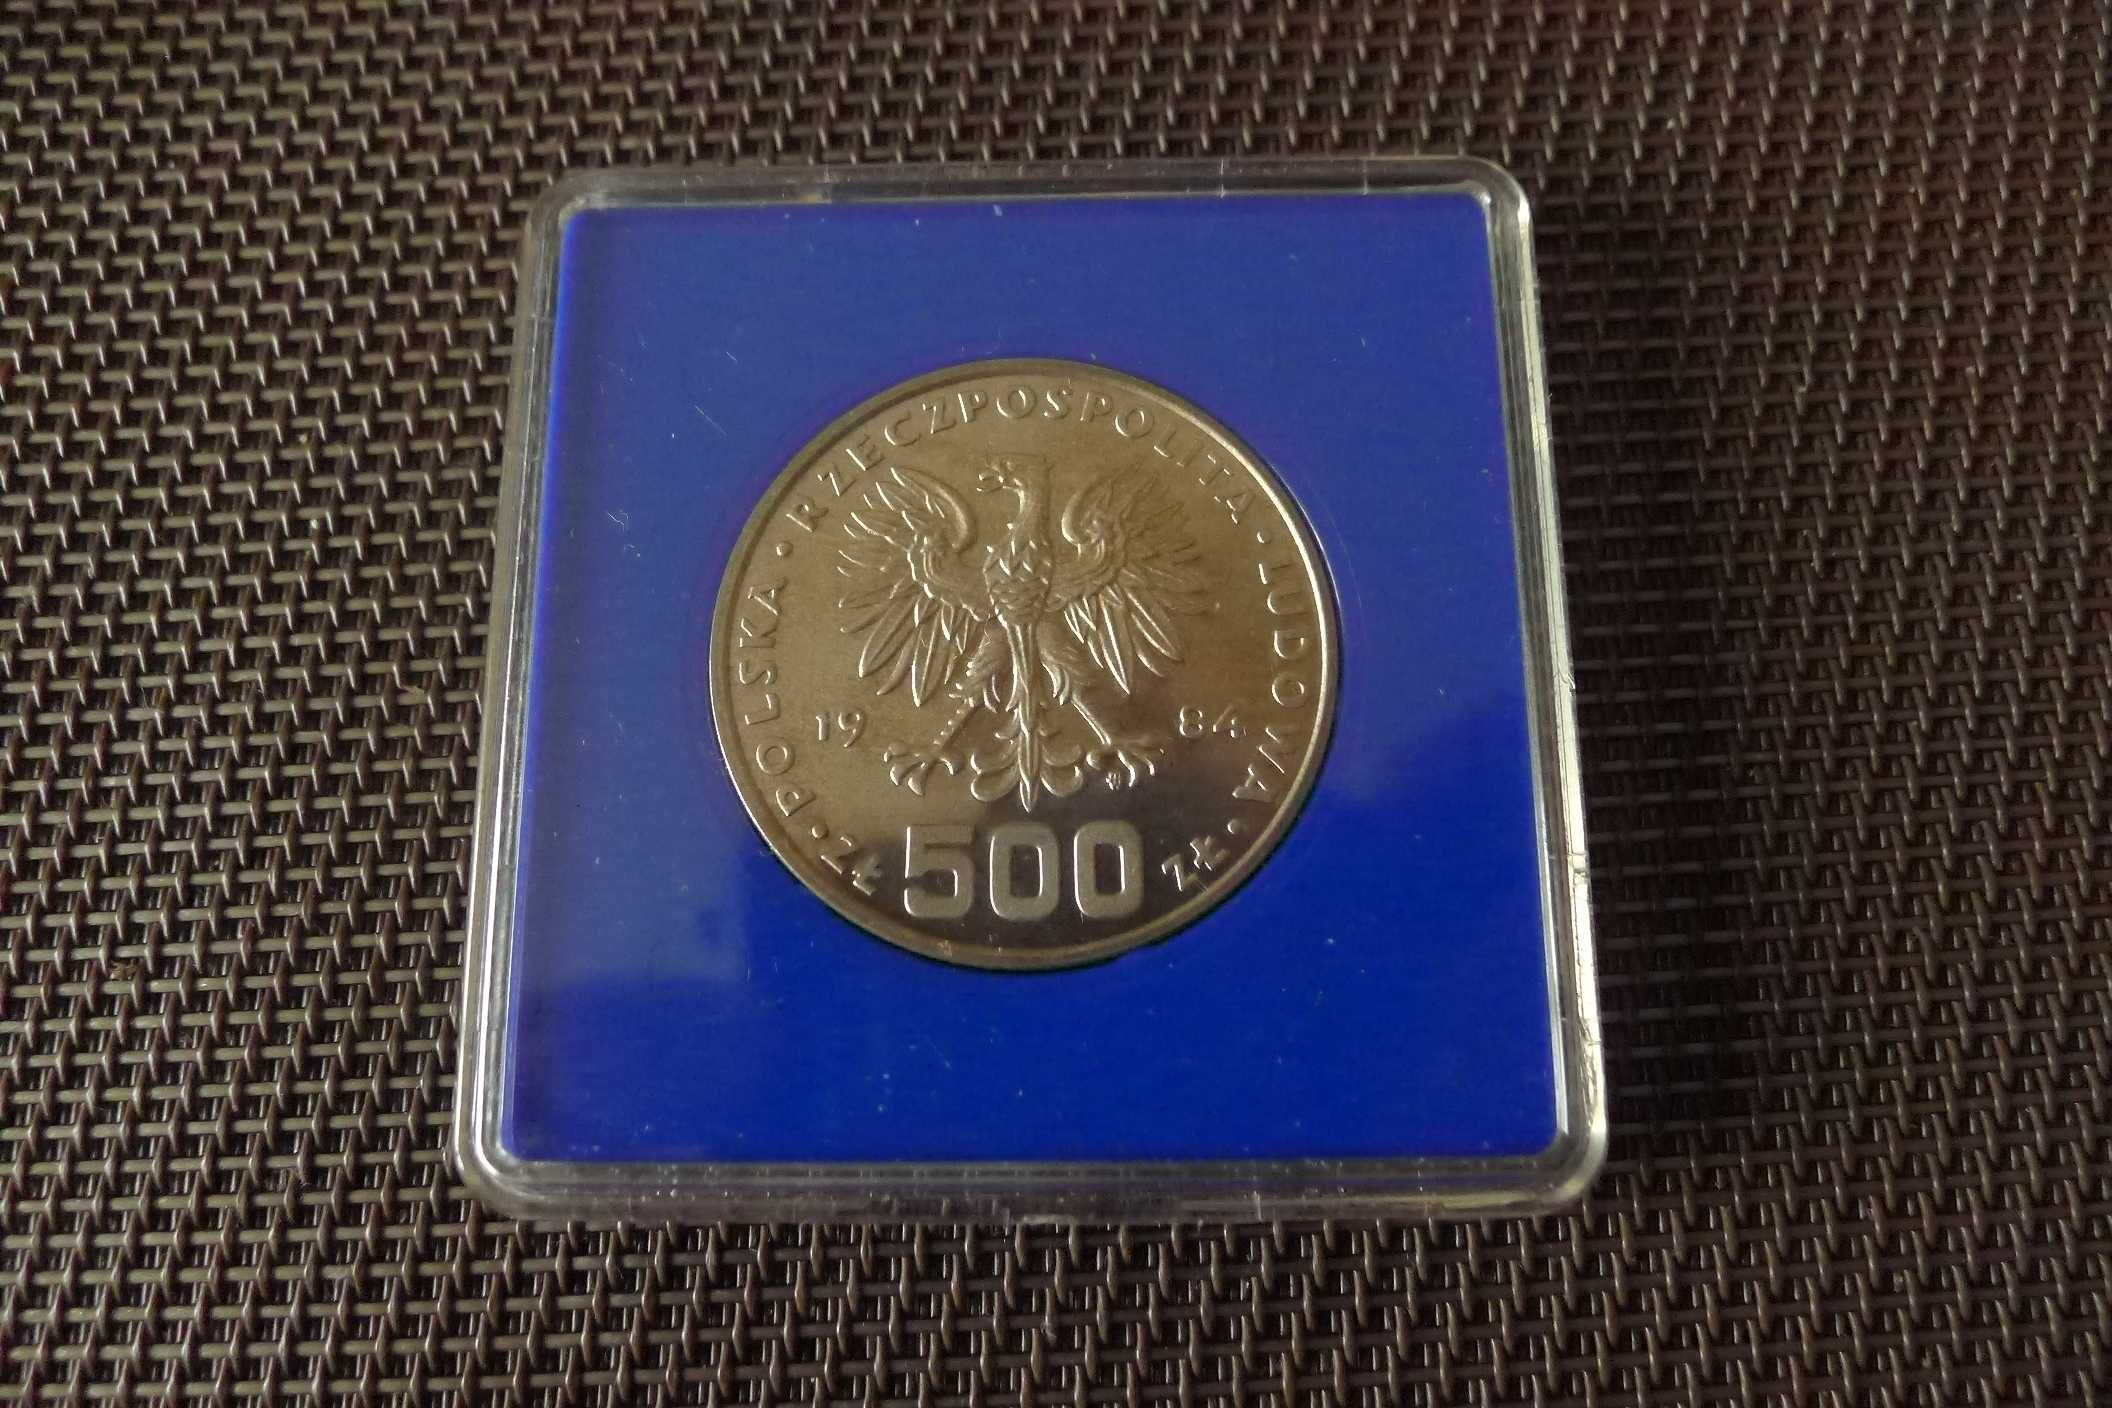 POLSKA · RZECZPOSPOLITA · LUDOWA
19 84
ZŁ 500 ZŁ